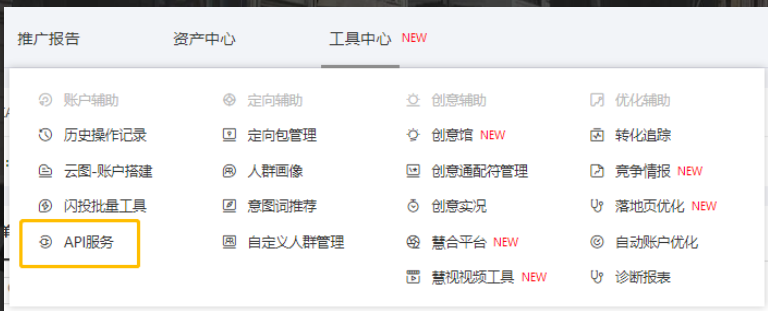 推广报告 资产中心 工具中心 NEW
账户辅助 定向辅助 创意辅助 优化辅助
历史操作记录 定向包管理 创意馆 NEW 转化追踪
云图-账户搭建 人群画像 创意通配符管理 竞争情报 NEW
闪投批量工具 意图词推荐 创意实况 落地页优化 NEW
API服务 自定义人群管理 慧合平台 NEW 自动账户优化
慧视视频工具 NEW 诊断报表